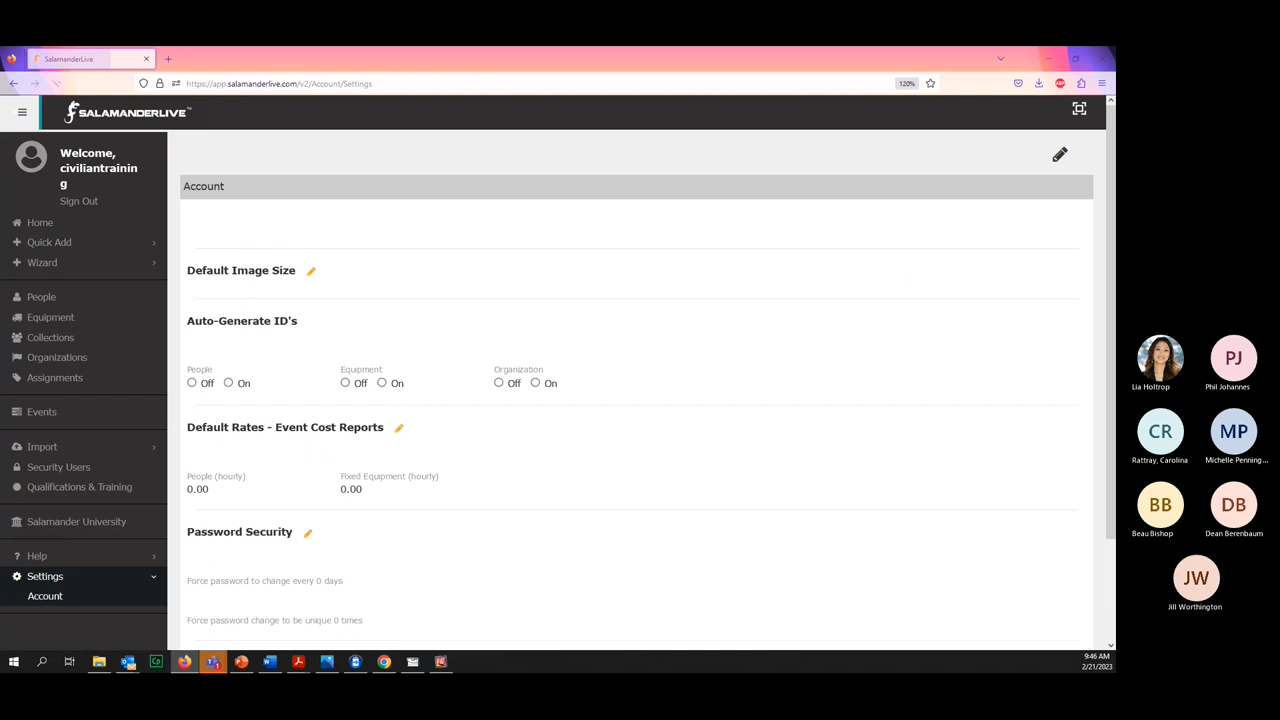 SalamanderLive
https://app.salamanderlive.com/v2/Account/Settings
120%
SALAMANDERLIVE™
Welcome,
civiliantrainin
g
Sign Out
Home
Quick Add
Wizard
People
Equipment
Collections
Organizations
Assignments
Events
Import
Security Users
Qualifications & Training
Salamander University
Help
Settings
Account
Account
Default Image Size
Auto-Generate ID's
People Equipment Organization
Off On Off On Off On
Default Rates - Event Cost Reports
People (hourly) Fixed Equipment (hourly)
0.00 0.00
Password Security
Force password to change every 0 days
Force password change to be unique 0 times
Lia Holtrop
PJ
Phil Johannes
CR
Rattray, Carolina
MP
Michelle Penning...
BB
Beau Bishop
DB
Dean Berenbaum
JW
Jill Worthington
9:46 AM
2/21/2023